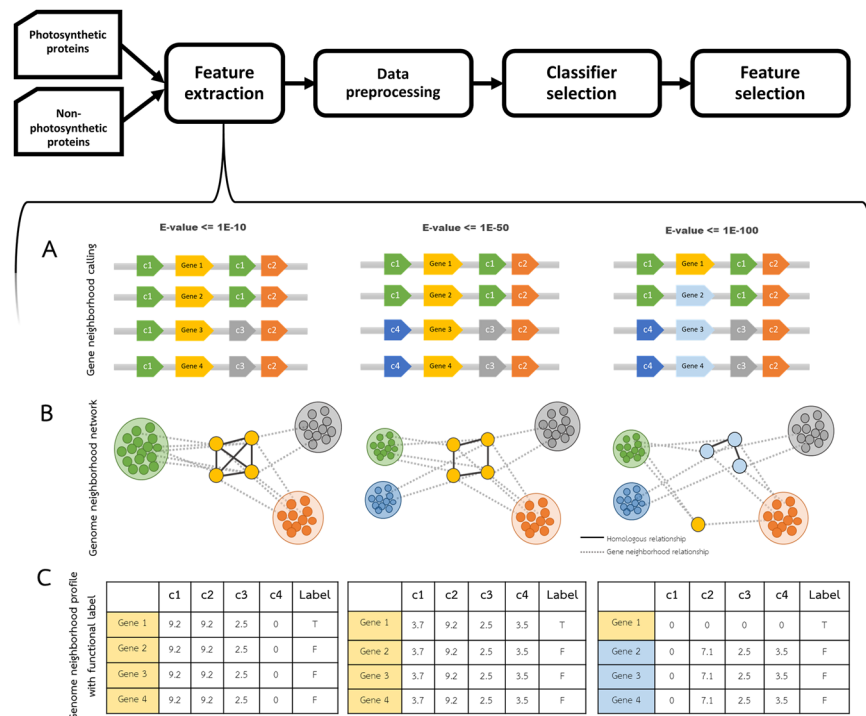 Photosynthetic
proteins
Non-
photosynthetic
proteins
Feature
extraction
Data
preprocessing
Classifier
selection
Feature
selection
E-value <= 1E-10
E-value <= 1E-50
E-value <= 1E-100
A
Gene neighborhood calling
c1 Gene 1 c1 c2
c1 Gene 2 c1 c2
c1 Gene 3 c3 c2
c1 Gene 4 c3 c2
c1 Gene 1 c1 c2
c1 Gene 2 c1 c2
c4 Gene 3 c3 c2
c4 Gene 4 c3 c2
c1 Gene 1 c1 c2
c1 Gene 2 c1 c2
c4 Gene 3 c3 c2
c4 Gene 4 c3 c2
B
Genome neighborhood network
Homologous relationship
Gene neighborhood relationship
C
Genome neighborhood profile
with functional label
c1 c2 c3 c4 Label
Gene 1 9.2 9.2 2.5 0 T
Gene 2 9.2 9.2 2.5 0 F
Gene 3 9.2 9.2 2.5 0 F
Gene 4 9.2 9.2 2.5 0 F
c1 c2 c3 c4 Label
Gene 1 3.7 9.2 2.5 3.5 T
Gene 2 3.7 9.2 2.5 3.5 F
Gene 3 3.7 9.2 2.5 3.5 F
Gene 4 3.7 9.2 2.5 3.5 F
c1 c2 c3 c4 Label
Gene 1 0 0 0 0 T
Gene 2 0 7.1 2.5 3.5 F
Gene 3 0 7.1 2.5 3.5 F
Gene 4 0 7.1 2.5 3.5 F